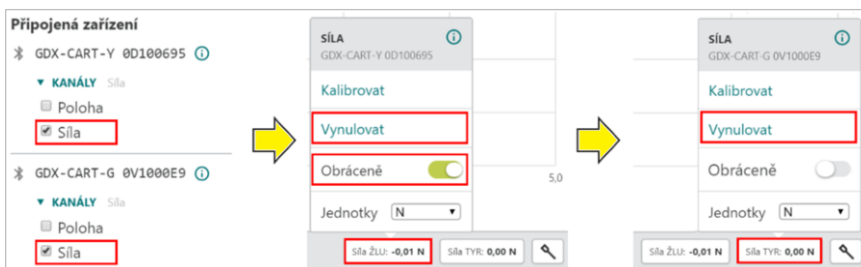 Připojená zařízení
GDX-CART-Y 0D100695
KANÁLY Síla
Poloha
Síla
GDX-CART-G 0V1000E9
KANÁLY Síla
Poloha
Síla
SÍLA
GDX-CART-Y 0D100695
Kalibrovat
Vynulovat
Obráceně
Jednotky N
5,0
Síla ŽLU: -0,01 N Síla TYR: 0,00 N
SÍLA
GDX-CART-G 0V1000E9
Kalibrovat
Vynulovat
Obráceně
Jednotky N
Síla ŽLU: -0,01 N Síla TYR: 0,00 N